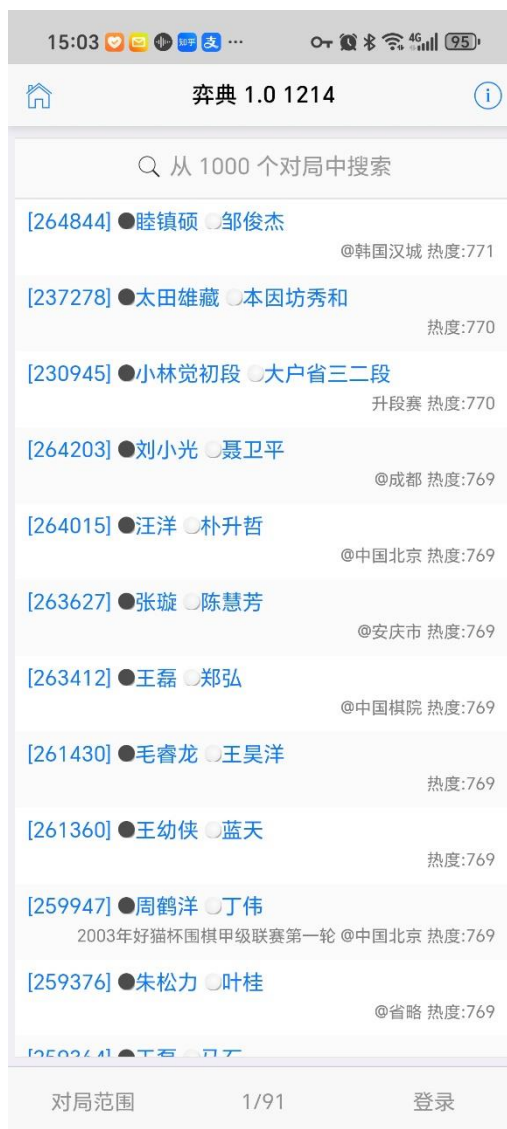 15:03 知乎 支 ... 4G 95
弈典 1.0 1214
从 1000 个对局中搜索
[264844] ●睦镇硕 ○邹俊杰
@韩国汉城 热度:771
[237278] ●太田雄藏 ○本因坊秀和
热度:770
[230945] ●小林觉初段 ○大户省三二段
升段赛 热度:770
[264203] ●刘小光 ○聂卫平
@成都 热度:769
[264015] ●汪洋 ○朴升哲
@中国北京 热度:769
[263627] ●张璇 ○陈慧芳
@安庆市 热度:769
[263412] ●王磊 ○郑弘
@中国棋院 热度:769
[261430] ●毛睿龙 ○王昊洋
热度:769
[261360] ●王幼侠 ○蓝天
热度:769
[259947] ●周鹤洋 ○丁伟
2003年好猫杯围棋甲级联赛第一轮 @中国北京 热度:769
[259376] ●朱松力 ○叶桂
@省略 热度:769
对局范围
1/91
登录